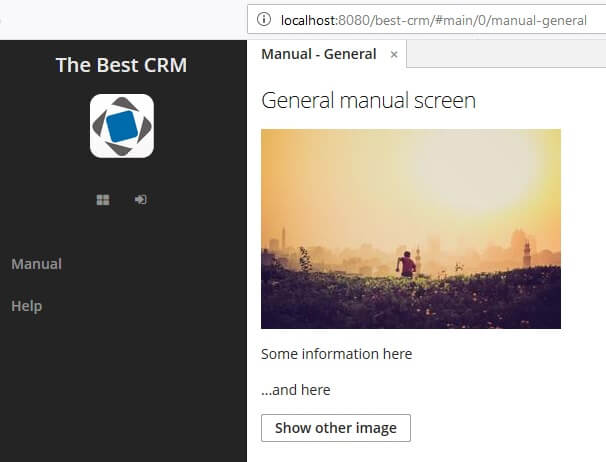 localhost:8080/best-crm/#main/0/manual-general
The Best CRM
Manual
Help
Manual - General ×
General manual screen
Some information here
...and here
Show other image